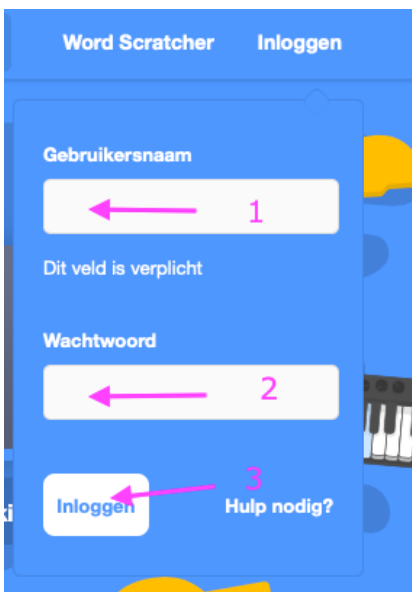 Word Scratcher Inloggen
Gebruikersnaam
1
Dit veld is verplicht
Wachtwoord
2
3
Inloggen Hulp nodig?